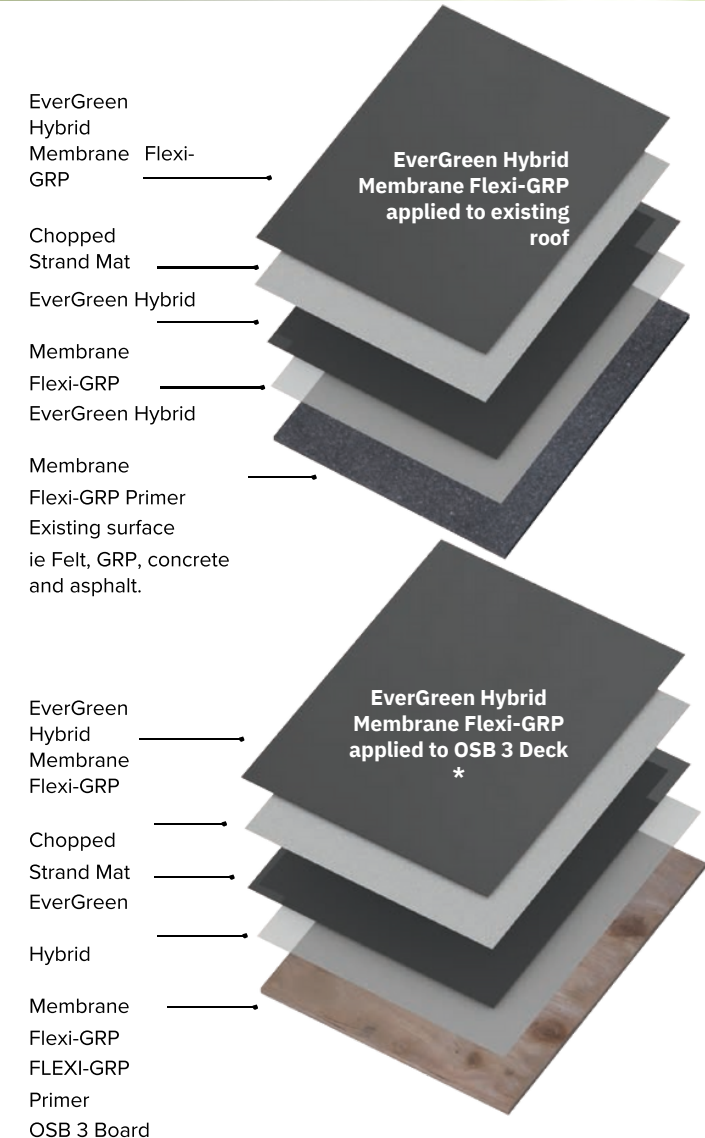 EverGreen
Hybrid
Membrane Flexi-
GRP
EverGreen Hybrid
Membrane Flexi-GRP
applied to existing
roof
Chopped
Strand Mat
EverGreen Hybrid
Membrane
Flexi-GRP
EverGreen Hybrid
Membrane
Flexi-GRP Primer
Existing surface
ie Felt, GRP, concrete
and asphalt.
EverGreen
Hybrid
Membrane
Flexi-GRP
EverGreen Hybrid
Membrane Flexi-GRP
applied to OSB 3 Deck
*
Chopped
Strand Mat
EverGreen
Hybrid
Membrane
Flexi-GRP
FLEXI-GRP
Primer
OSB 3 Board